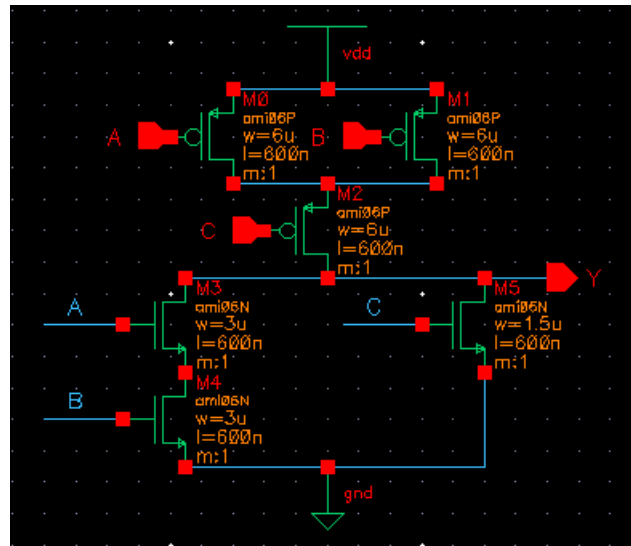 vdd
M0
ami06P
w=6u
l=600n
m:1
A
M1
ami06P
w=6u
l=600n
m:1
B
M2
ami06P
w=6u
l=600n
m:1
C
Y
M3
ami06N
w=3u
l=600n
m:1
A
M5
ami06N
w=1.5u
l=600n
m:1
C
M4
ami06N
w=3u
l=600n
m:1
B
gnd